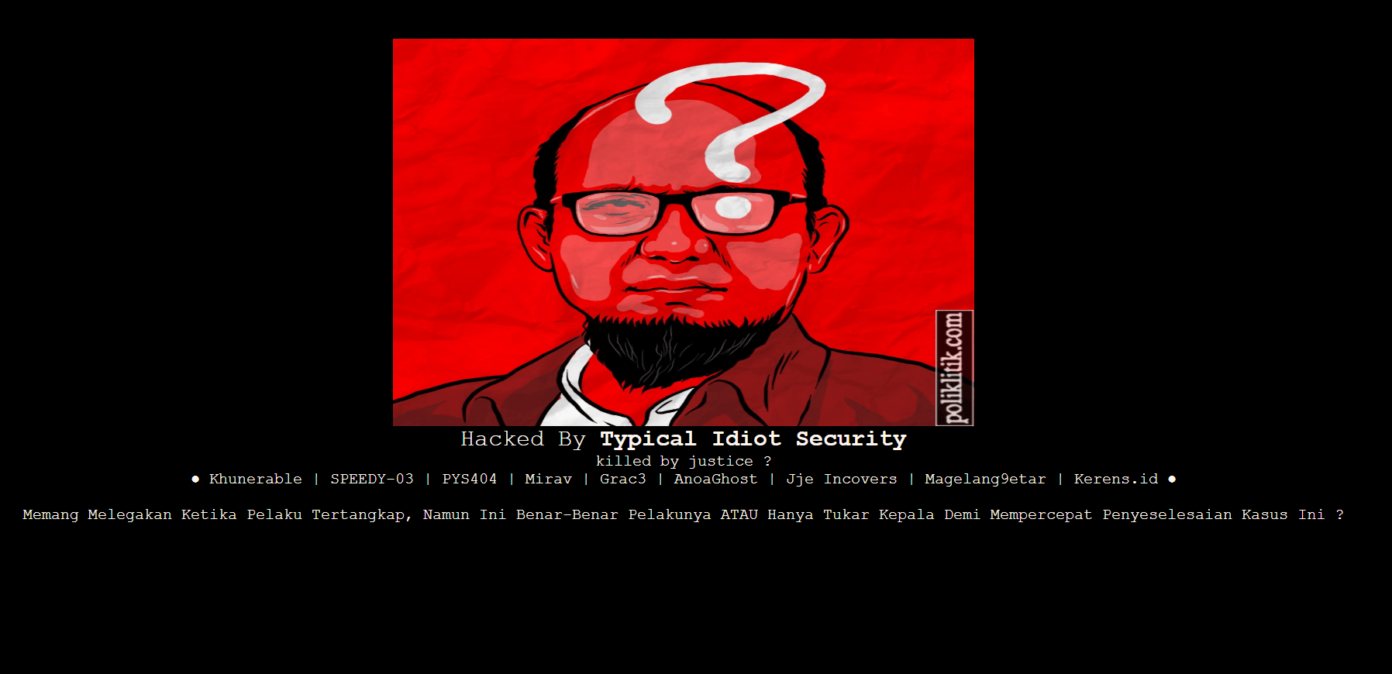 poliklitik.com
Hacked By Typical Idiot Security
killed by justice ?
● Khunerable | SPEEDY-03 | PYS404 | Mirav | Grac3 | AnoaGhost | Jje Incovers | Magelang9etar | Kerens.id ●
Memang Melegakan Ketika Pelaku Tertangkap, Namun Ini Benar-Benar Pelakunya ATAU Hanya Tukar Kepala Demi Mempercepat Penyeselesaian Kasus Ini ?